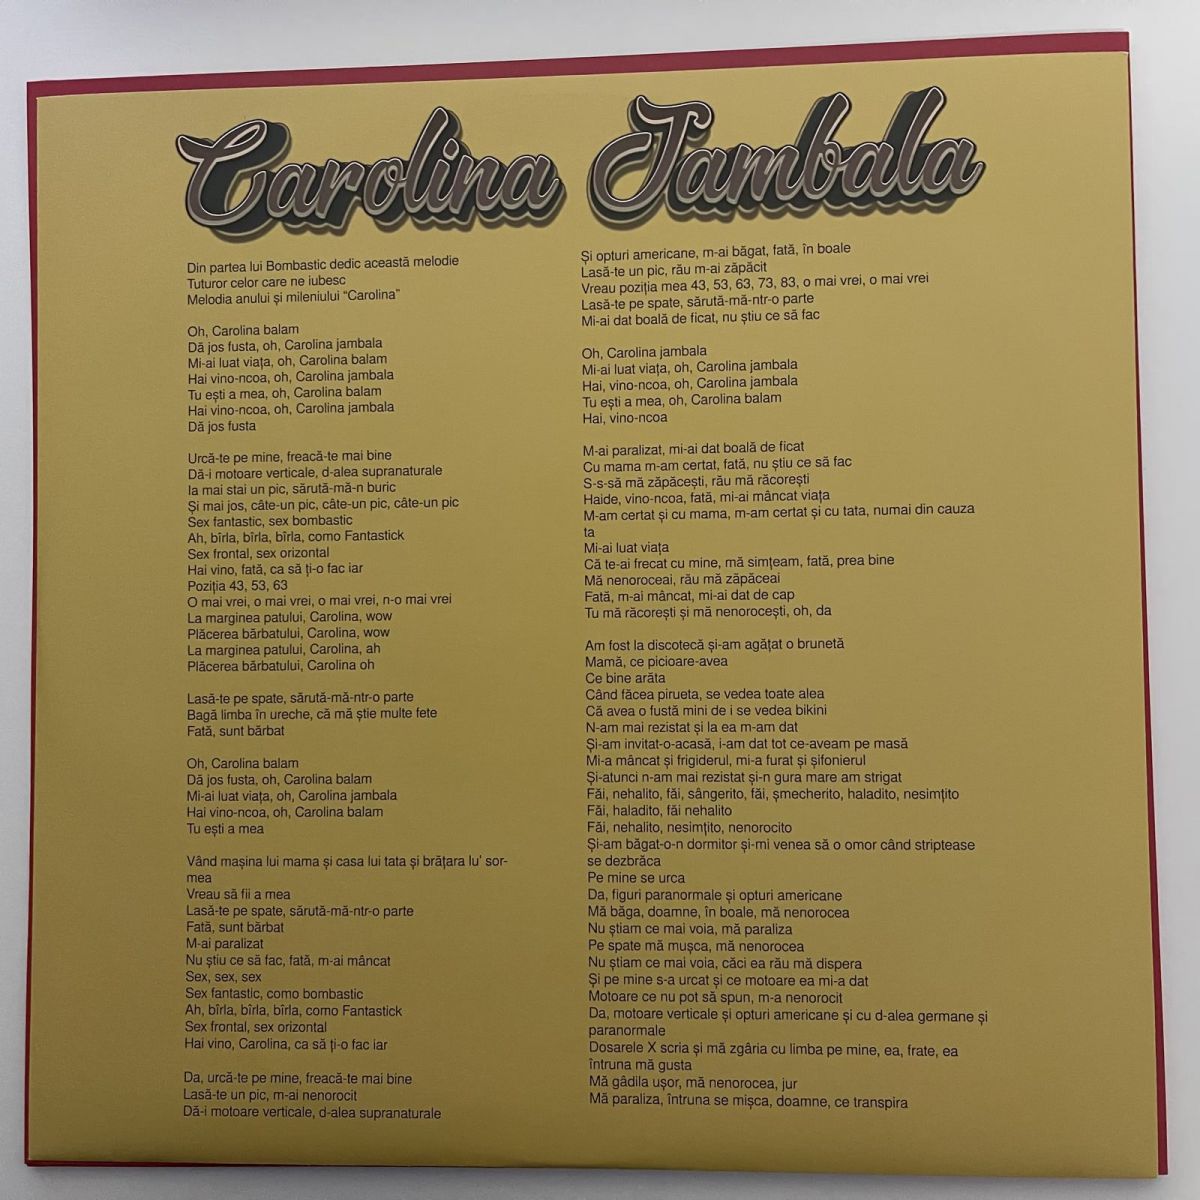 Carolina Jambala
Din partea lui Bombastic dedic această melodie
Tuturor celor care ne iubesc
Melodia anului și mileniului “Carolina”
Oh, Carolina balam
Dă jos fusta, oh, Carolina jambala
Mi-ai luat viața, oh, Carolina balam
Hai vino-ncoa, oh, Carolina jambala
Tu ești a mea, oh, Carolina balam
Hai vino-ncoa, oh, Carolina jambala
Dă jos fusta
Urcă-te pe mine, freacă-te mai bine
Dă-i motoare verticale, d-alea supranaturale
Ia mai stai un pic, sărută-mă-n buric
Și mai jos, câte-un pic, câte-un pic, câte-un pic
Sex fantastic, sex bombastic
Ah, bîrla, bîrla, bîrla, como Fantastick
Sex frontal, sex orizontal
Hai vino, fată, ca să ți-o fac iar
Poziția 43, 53, 63
O mai vrei, o mai vrei, o mai vrei, n-o mai vrei
La marginea patului, Carolina, wow
Plăcerea bărbatului, Carolina, wow
La marginea patului, Carolina, ah
Plăcerea bărbatului, Carolina oh
Lasă-te pe spate, sărută-mă-ntr-o parte
Bagă limba în ureche, că mă știe multe fete
Fată, sunt bărbat
Oh, Carolina balam
Dă jos fusta, oh, Carolina balam
Mi-ai luat viața, oh, Carolina jambala
Hai vino-ncoa, oh, Carolina balam
Tu ești a mea
Vând mașina lui mama și casa lui tata și brățara lu’ sor-
mea
Vreau să fii a mea
Lasă-te pe spate, sărută-mă-ntr-o parte
Fată, sunt bărbat
M-ai paralizat
Nu știu ce să fac, fată, m-ai mâncat
Sex, sex, sex
Sex fantastic, como bombastic
Ah, bîrla, bîrla, bîrla, como Fantastick
Sex frontal, sex orizontal
Hai vino, Carolina, ca să ți-o fac iar
Da, urcă-te pe mine, freacă-te mai bine
Lasă-te un pic, m-ai nenorocit
Dă-i motoare verticale, d-alea supranaturale
Și opturi americane, m-ai băgat, fată, în boale
Lasă-te un pic, rău m-ai zăpăcit
Vreau poziția mea 43, 53, 63, 73, 83, o mai vrei, o mai vrei
Lasă-te pe spate, sărută-mă-ntr-o parte
Mi-ai dat boală de ficat, nu știu ce să fac
Oh, Carolina jambala
Mi-ai luat viața, oh, Carolina jambala
Hai, vino-ncoa, oh, Carolina jambala
Tu ești a mea, oh, Carolina balam
Hai, vino-ncoa
M-ai paralizat, mi-ai dat boală de ficat
Cu mama m-am certat, fată, nu știu ce să fac
S-s-să mă zăpăcești, rău mă răcorești
Haide, vino-ncoa, fată, mi-ai mâncat viața
M-am certat și cu mama, m-am certat și cu tata, numai din cauza
ta
Mi-ai luat viața
Că te-ai frecat cu mine, mă simțeam, fată, prea bine
Mă nenoroceai, rău mă zăpăceai
Fată, m-ai mâncat, mi-ai dat de cap
Tu mă răcorești și mă nenorocești, oh, da
Am fost la discotecă și-am agățat o brunetă
Mamă, ce picioare-avea
Ce bine arăta
Când făcea pirueta, se vedea toate alea
Că avea o fustă mini de i se vedea bikini
N-am mai rezistat și la ea m-am dat
Și-am invitat-o-acasă, i-am dat tot ce-aveam pe masă
Mi-a mâncat și frigiderul, mi-a furat și șifonierul
Și-atunci n-am mai rezistat și-n gura mare am strigat
Făi, nehalito, făi, sângerito, făi, șmecherito, haladito, nesimțito
Făi, haladito, făi nehalito
Făi, nehalito, nesimțito, nenorocito
Și-am băgat-o-n dormitor și-mi venea să o omor când striptease
se dezbrăca
Pe mine se urca
Da, figuri paranormale și opturi americane
Mă băga, doamne, în boale, mă nenorocea
Nu știam ce mai voia, mă paraliza
Pe spate mă mușca, mă nenorocea
Nu știam ce mai voia, căci ea rău mă dispera
Și pe mine s-a urcat și ce motoare ea mi-a dat
Motoare ce nu pot să spun, m-a nenorocit
Da, motoare verticale și opturi americane și cu d-alea germane și
paranormale
Dosarele X scria și mă zgâria cu limba pe mine, ea, frate, ea
întruna mă gusta
Mă gâdila ușor, mă nenorocea, jur
Mă paraliza, întruna se mișca, doamne, ce transpira